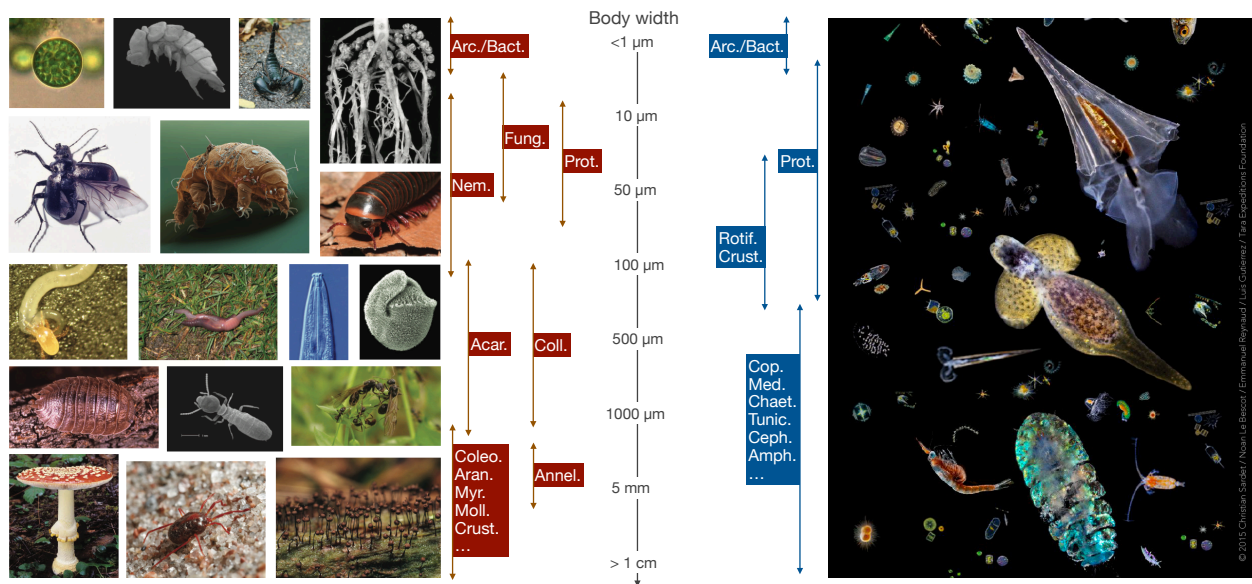 Body width
<1 µm
10 µm
50 µm
100 µm
500 µm
1000 µm
5 mm
> 1 cm
Arc./Bact.
Fung.
Prot.
Nem.
Acar.
Coll.
Coleo.
Aran.
Myr.
Moll.
Crust.
...
Annel.
Arc./Bact.
Prot.
Rotif.
Crust.
Cop.
Med.
Chaet.
Tunic.
Ceph.
Amph.
...
© 2015 Christian Sardet / Noan Le Bescot / Emmanuel Reynaud / Luis Gutierrez / Tara Expeditions Foundation